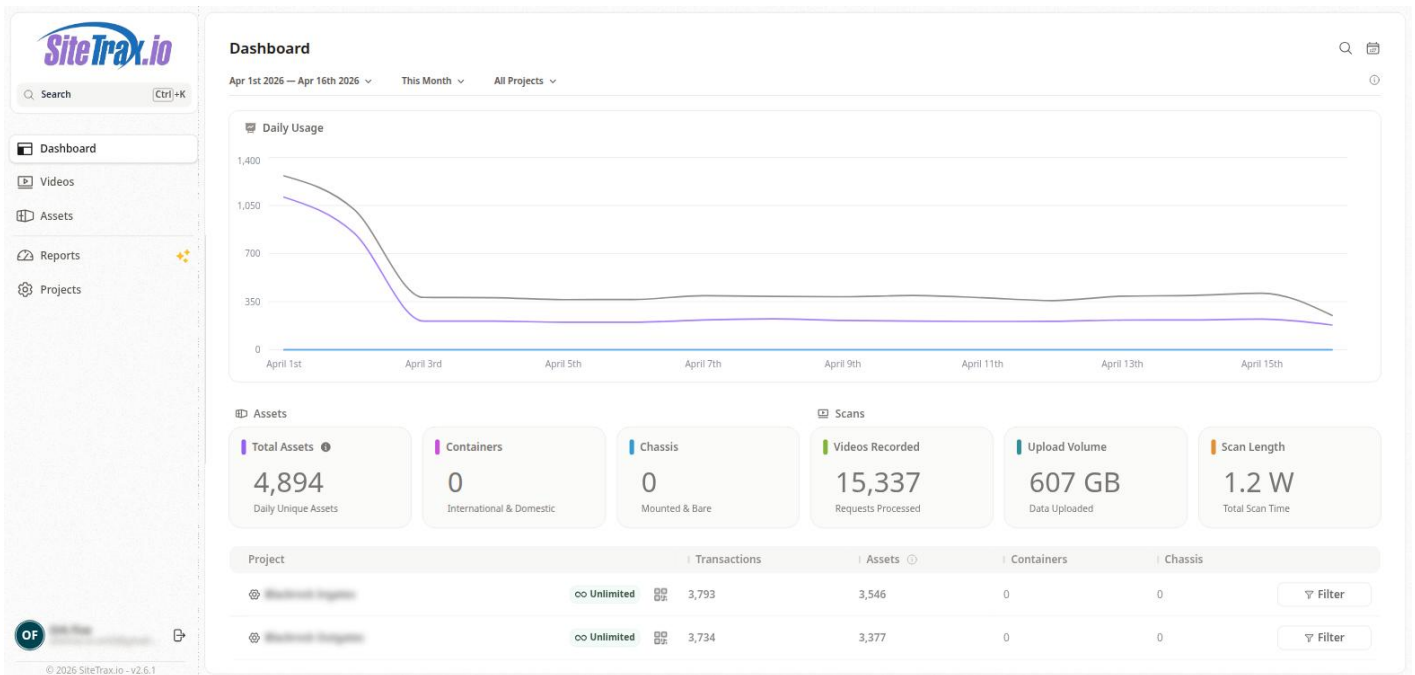 SiteTrax.io
Search Ctrl+K
Dashboard
Videos
Assets
Reports
Projects
OF
© 2026 SiteTrax.io - v2.6.1
Dashboard
Apr 1st 2026 — Apr 16th 2026 This Month All Projects
Daily Usage
1,400
1,050
700
350
0
April 1st April 3rd April 5th April 7th April 9th April 11th April 13th April 15th
Assets Scans
Total Assets Containers Chassis Videos Recorded Upload Volume Scan Length
4,894 0 0 15,337 607 GB 1.2 W
Daily Unique Assets International & Domestic Mounted & Bare Requests Processed Data Uploaded Total Scan Time
Project Transactions Assets Containers Chassis
Unlimited 3,793 3,546 0 0 Filter
Unlimited 3,734 3,377 0 0 Filter